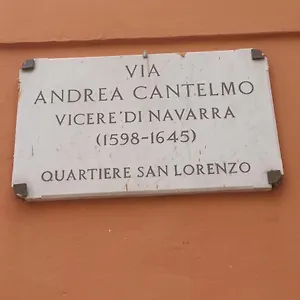 VIA
ANDREA CANTELMO
VICERE' DI NAVARRA
(1598-1645)
QUARTIERE SAN LORENZO